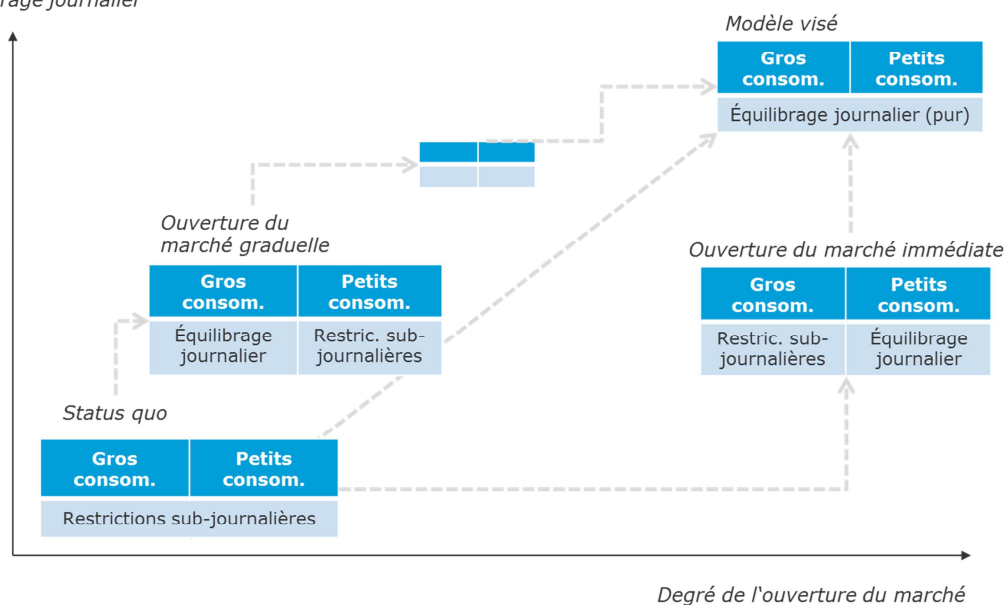 journalier
Modèle visé
Gros
consom.
Petits
consom.
Équilibrage journalier (pur)
Ouverture du
marché graduelle
Gros
consom.
Petits
consom.
Équilibrage
journalier
Restric. sub-
journalières
Ouverture du marché immédiate
Gros
consom.
Petits
consom.
Restric. sub-
journalières
Équilibrage
journalier
Status quo
Gros
consom.
Petits
consom.
Restrictions sub-journalières
Degré de l'ouverture du marché